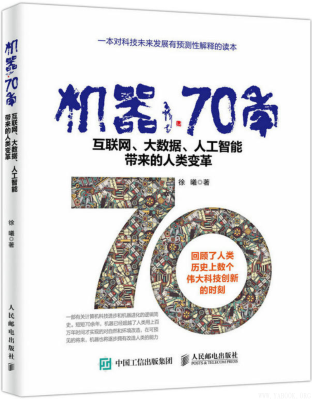 一本对科技未来发展有预测性解释的读本
机器 70年
互联网、大数据、人工智能
带来的人类变革
徐 曦 著
70
回顾了人类
历史上数个
伟大科技创新
的时刻
中国工信出版集团
人民邮电出版社
机器 70年
互联网、大数据、人工智能
带来的人类变革
徐 曦 著
人民邮电出版社